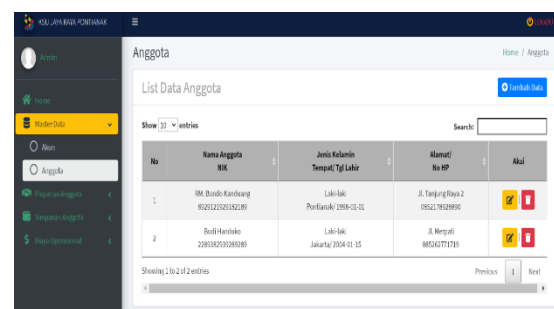 KSU JAYA RAYA PONTIANAK
LOGOUT
Admin
Home
Master Data
Akun
Anggota
Pinjaman Anggota
Simpanan Anggota
Biaya Operasional
Anggota
Home / Anggota
List Data Anggota
Tambah Data
Show 10 entries
Search:
No
Nama Anggota
NIK
Jenis Kelamin
Tempat/ Tgl Lahir
Alamat/
No HP
Aksi
1
RM. Bundo Kanduang
Laki-laki
Pontianak/ 1998-01-01
Jl. Tanjung Raya 2
2
Budi Handoko
Laki-laki
Jakarta/ 2004-01-15
Jl. Merpati
085262771719
Showing 1 to 2 of 2 entries
Previous 1 Next